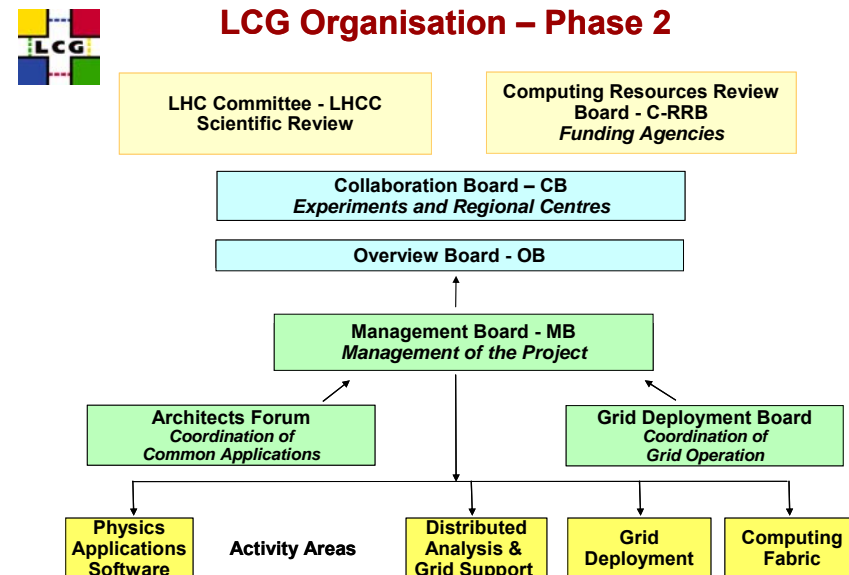 LCG Organisation – Phase 2
LCG
LHC Committee - LHCC
Scientific Review
Computing Resources Review
Board - C-RRB
Funding Agencies
Collaboration Board – CB
Experiments and Regional Centres
Overview Board - OB
Management Board - MB
Management of the Project
Architects Forum
Coordination of
Common Applications
Grid Deployment Board
Coordination of
Grid Operation
Physics
Applications
Software
Activity Areas
Distributed
Analysis &
Grid Support
Grid
Deployment
Computing
Fabric